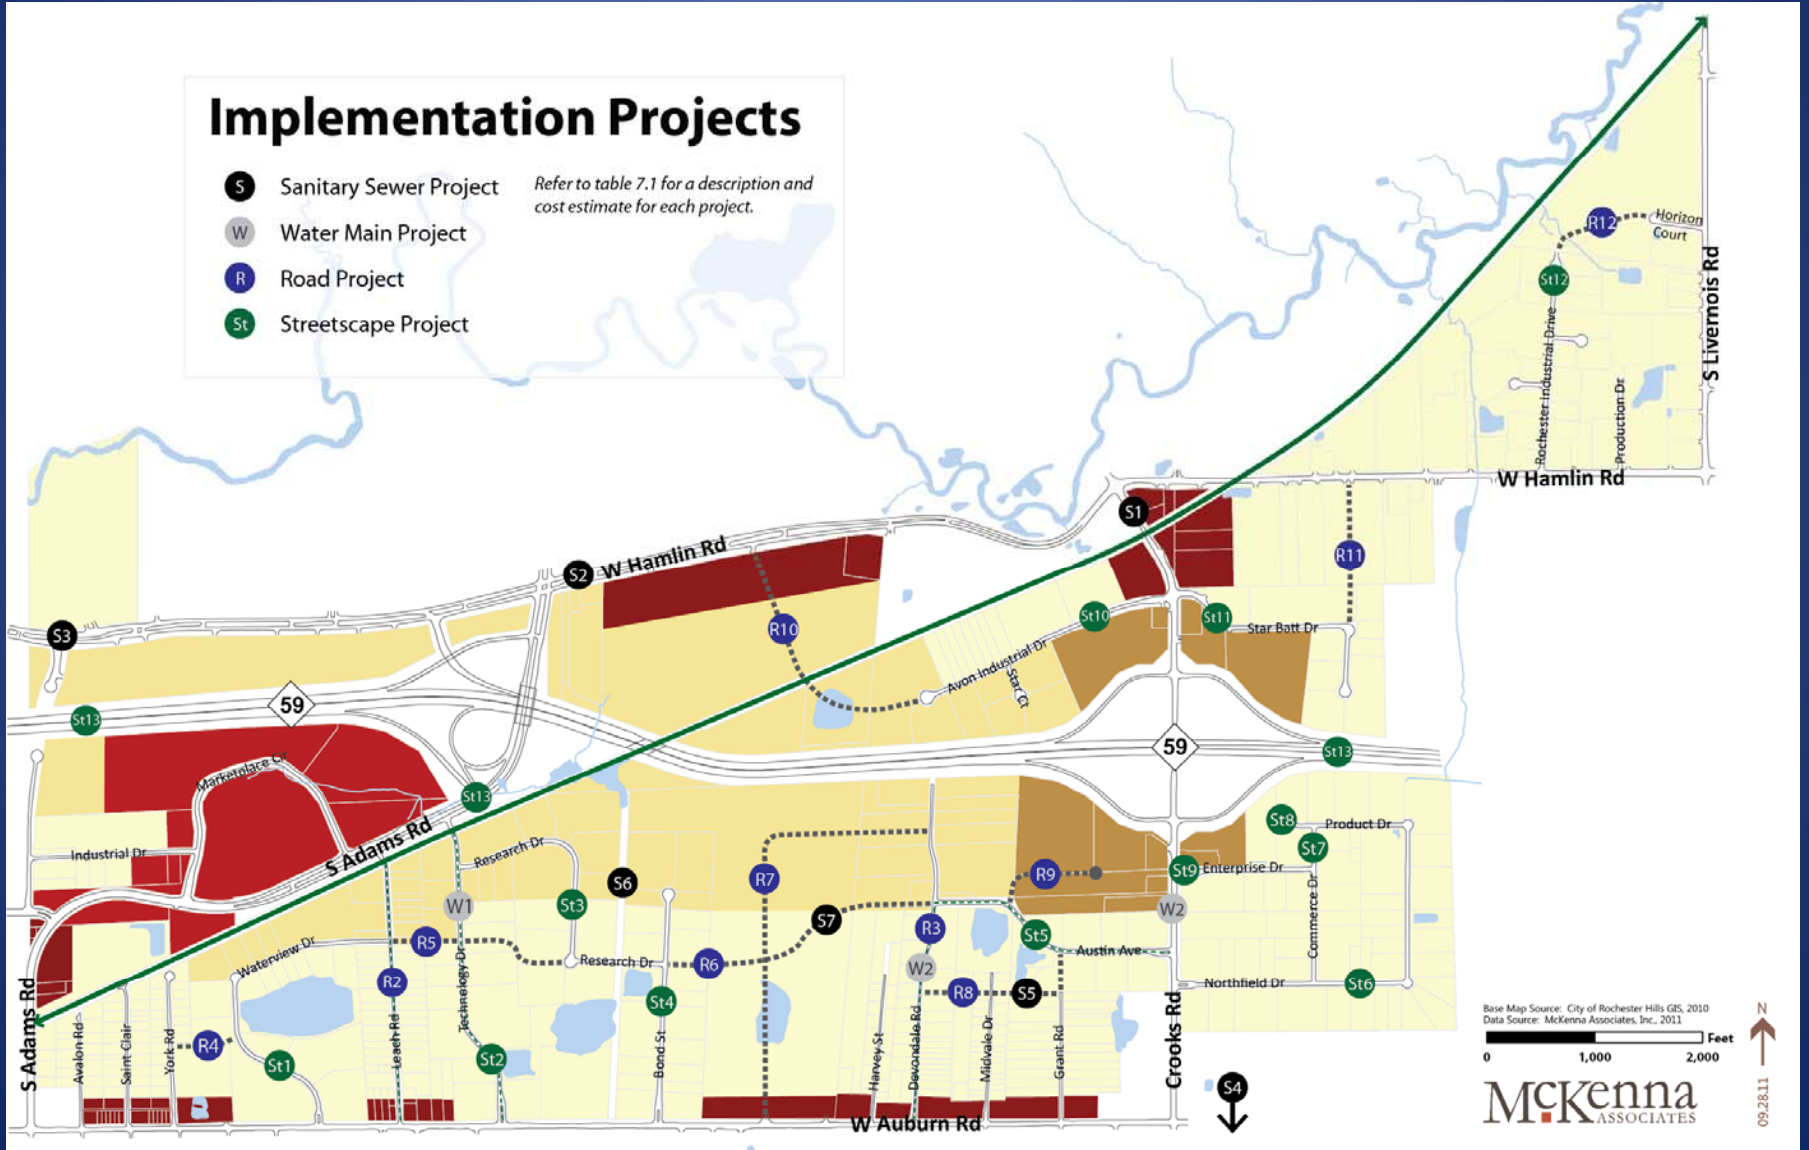 Implementation Projects
S Sanitary Sewer Project
Refer to table 7.1 for a description and
cost estimate for each project.
W Water Main Project
R Road Project
St Streetscape Project
R12
Horizon
Court
St12
S Livernois Rd
Rochester Industrial Drive
Production Dr
W Hamlin Rd
S1
R11
W Hamlin Rd
S2
S3
R10
St10
St11
Star Batt Dr
Avon Industrial Dr
Star Ct
59
St13
59
St13
Marketplace Cir
St13
S Adams Rd
Industrial Dr
Research Dr
St8
Product Dr
St7
R9
St9
Enterprise Dr
S6
R7
W1
St3
S7
W2
R3
St5
Commerce Dr
Austin Ave
R5
Waterview Dr
Research Dr
R6
W2
R2
Technology Dr
St4
R8
S5
Northfield Dr
St6
S Adams Rd
Avalon Rd
Saint Clair
York Rd
R4
St1
Leach Rd
St2
Bond St
Harvey St
Devondale Rd
Midvale Dr
Grant Rd
Crooks Rd
S4
W Auburn Rd
Base Map Source: City of Rochester Hills GIS, 2010
Data Source: McKenna Associates, Inc., 2011
Feet
0 1,000 2,000
N
09.28.11
McKenna
ASSOCIATES